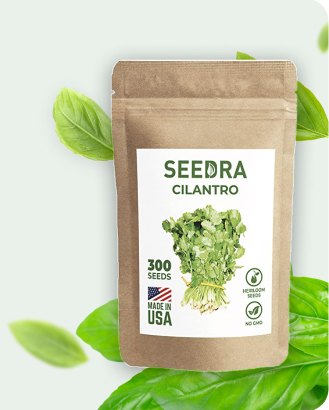 SEEDRA
CILANTRO
300
SEEDS
MADE IN
USA
HEIRLOOM
SEEDS
NO GMO